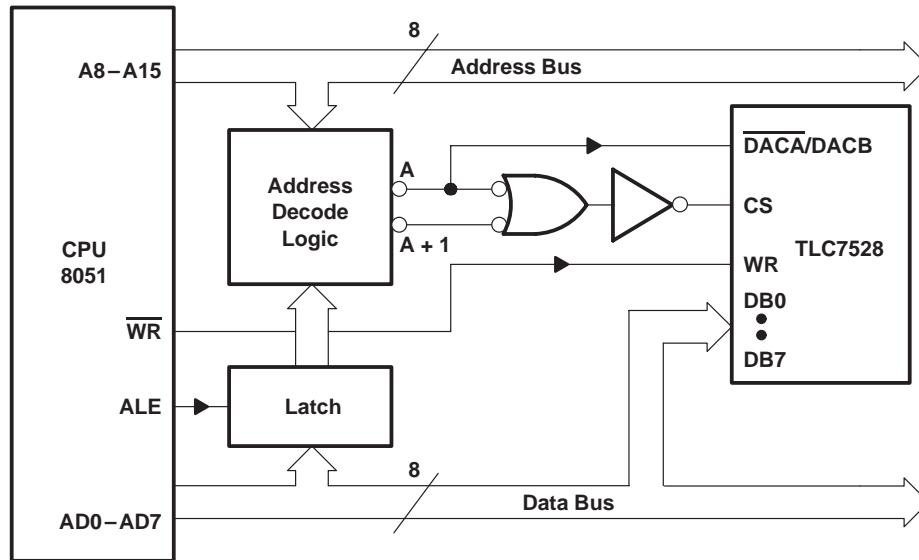 8
A8–A15
Address Bus
Address
Decode
Logic
A
A + 1
DACA/DACB
CS
TLC7528
WR
DB0
DB7
CPU
8051
WR
ALE
Latch
8
Data Bus
AD0–AD7